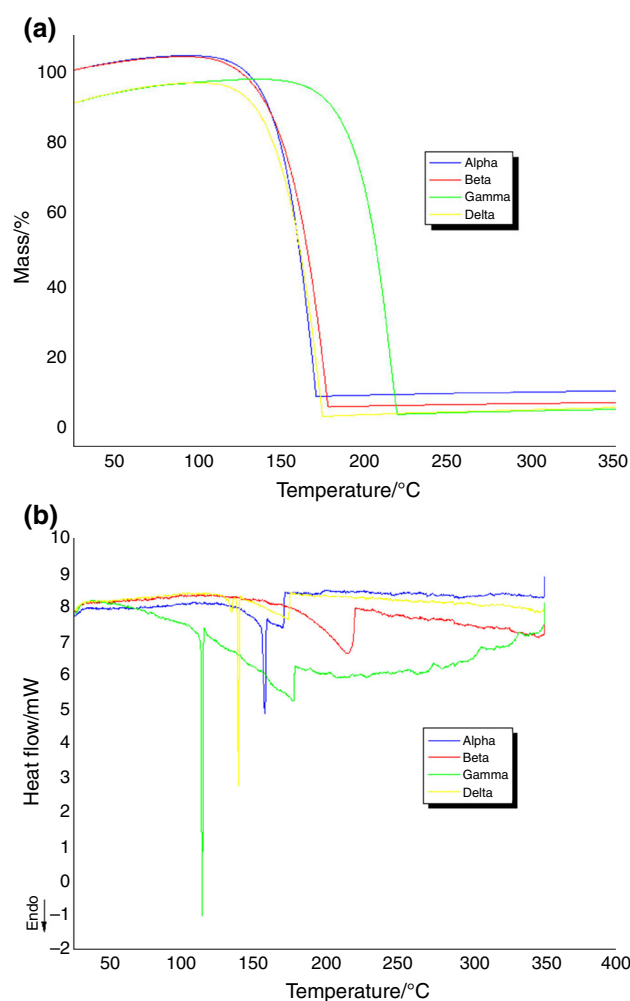 (a)
100
80
60
40
20
0
Mass/%
Alpha
Beta
Gamma
Delta
50 100 150 200 250 300 350
Temperature/°C
(b)
10
9
8
7
6
5
4
3
2
1
0
–1
–2
Heat flow/mW
Endo
Alpha
Beta
Gamma
Delta
50 100 150 200 250 300 350 400
Temperature/°C